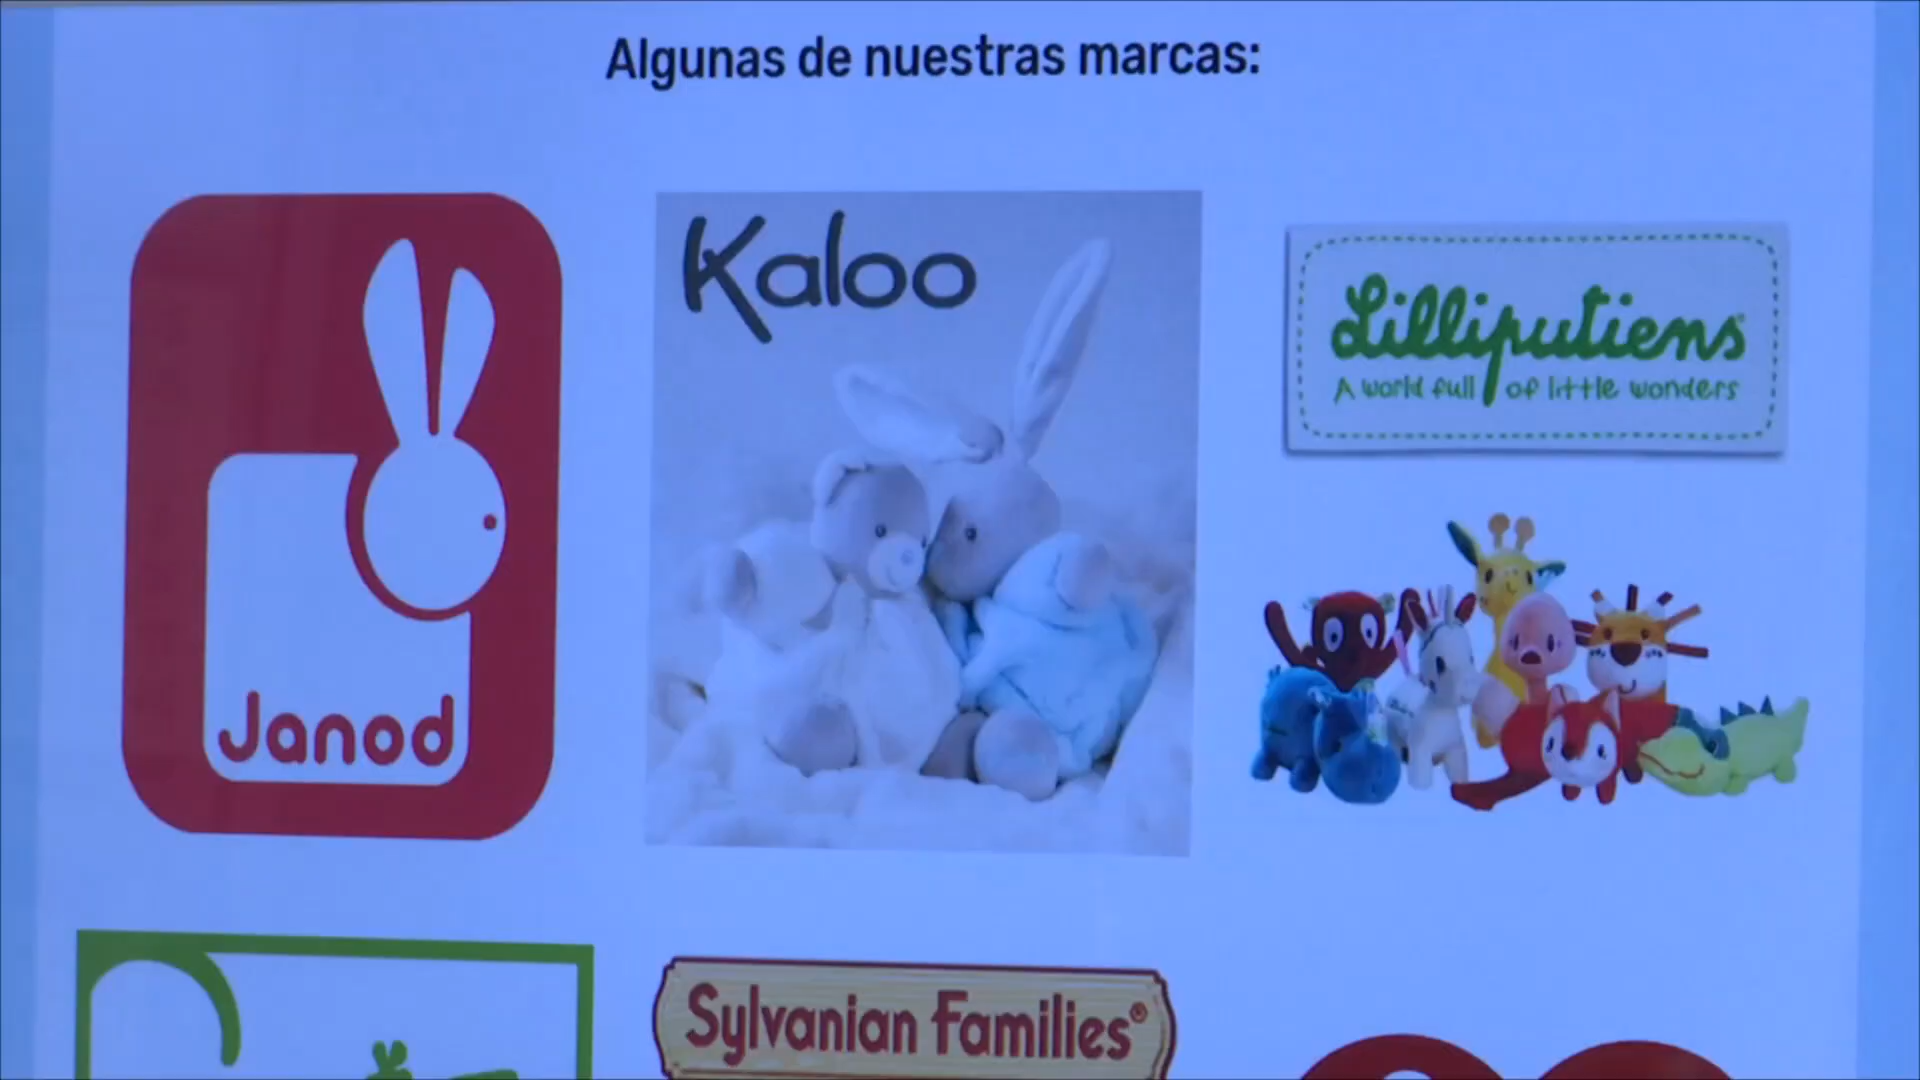 Algunas de nuestras marcas:
Janod
Kaloo
Lilliputiens
A world full of little wonders
Sylvanian Families®